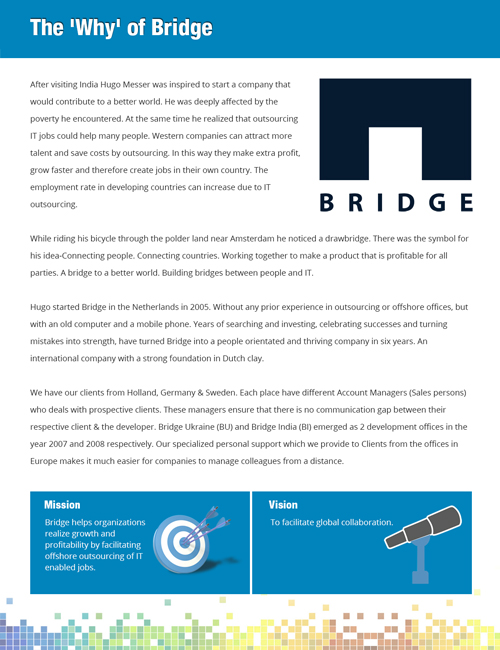 The 'Why' of Bridge
After visiting India Hugo Messer was inspired to start a company that
would contribute to a better world. He was deeply affected by the
poverty he encountered. At the same time he realized that outsourcing
IT jobs could help many people. Western companies can attract more
talent and save costs by outsourcing. In this way they make extra profit,
grow faster and therefore create jobs in their own country. The
employment rate in developing countries can increase due to IT
outsourcing.
BRIDGE
While riding his bicycle through the polder land near Amsterdam he noticed a drawbridge. There was the symbol for
his idea-Connecting people. Connecting countries. Working together to make a product that is profitable for all
parties. A bridge to a better world. Building bridges between people and IT.
Hugo started Bridge in the Netherlands in 2005. Without any prior experience in outsourcing or offshore offices, but
with an old computer and a mobile phone. Years of searching and investing, celebrating successes and turning
mistakes into strength, have turned Bridge into a people orientated and thriving company in six years. An
international company with a strong foundation in Dutch clay.
We have our clients from Holland, Germany & Sweden. Each place have different Account Managers (Sales persons)
who deals with prospective clients. These managers ensure that there is no communication gap between their
respective client & the developer. Bridge Ukraine (BU) and Bridge India (BI) emerged as 2 development offices in the
year 2007 and 2008 respectively. Our specialized personal support which we provide to Clients from the offices in
Europe makes it much easier for companies to manage colleagues from a distance.
Mission
Bridge helps organizations
realize growth and
profitability by facilitating
offshore outsourcing of IT
enabled jobs.
Vision
To facilitate global collaboration.